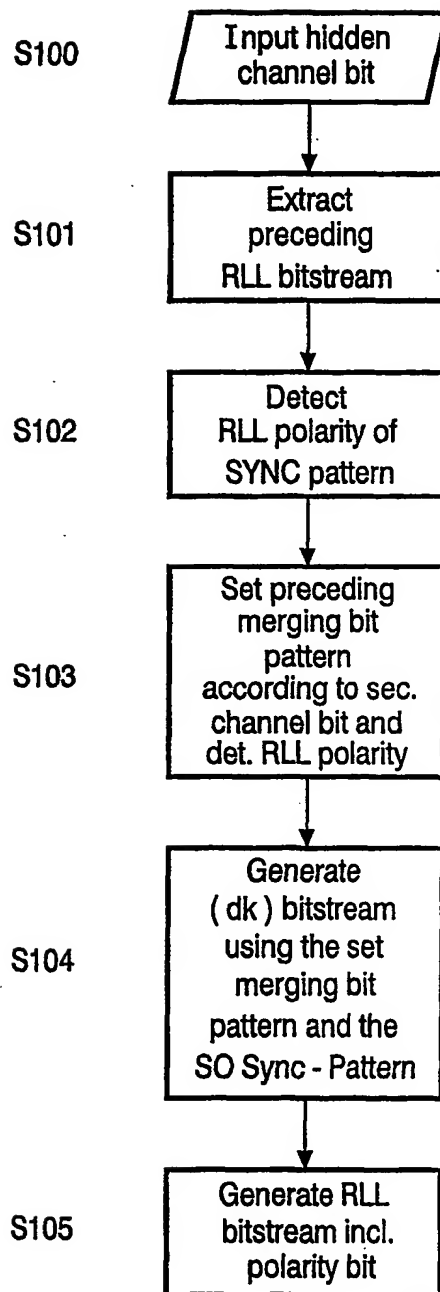 S100
Input hidden
channel bit
S101
Extract
preceding
RLL bitstream
S102
Detect
RLL polarity of
SYNC pattern
S103
Set preceding
merging bit
pattern
according to sec.
channel bit and
det. RLL polarity
S104
Generate
( dk ) bitstream
using the set
merging bit
pattern and the
SO Sync - Pattern
S105
Generate RLL
bitstream incl.
polarity bit